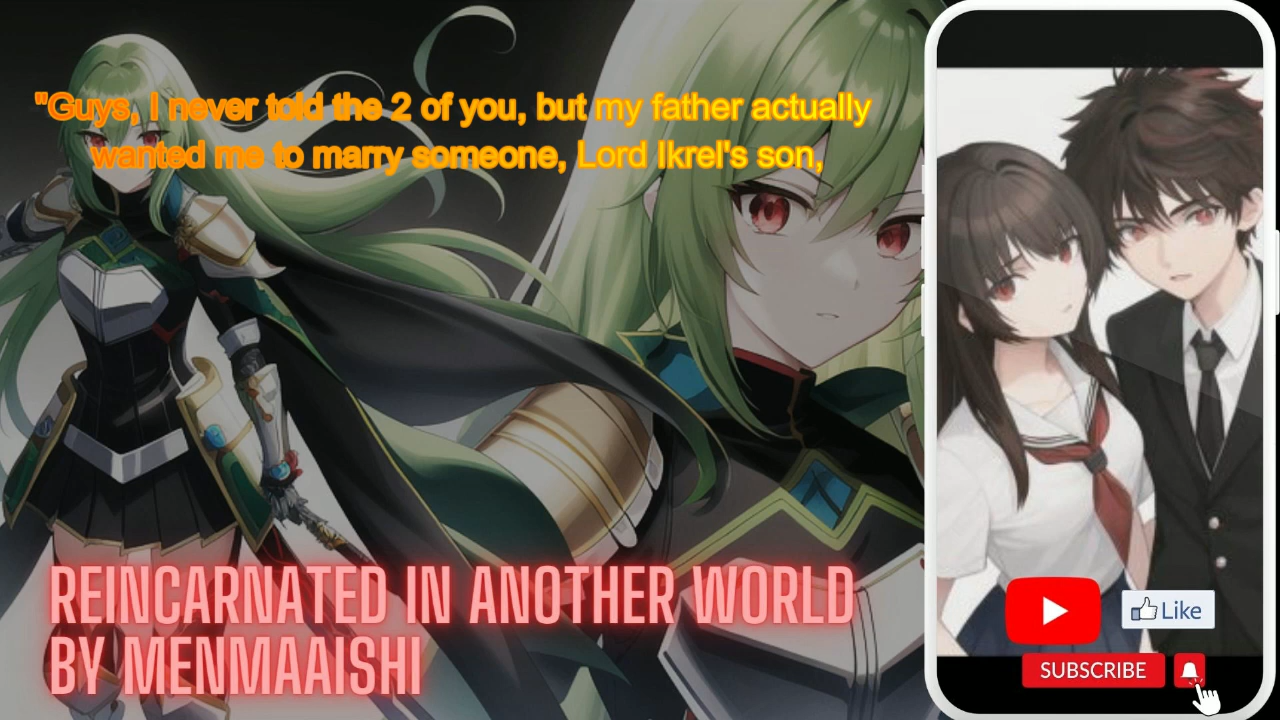 "Guys, I never told the 2 of you, but my father actually
wanted me to marry someone, Lord Ikrel's son,
REINCARNATED IN ANOTHER WORLD
BY MENMAAISHI
Like
SUBSCRIBE